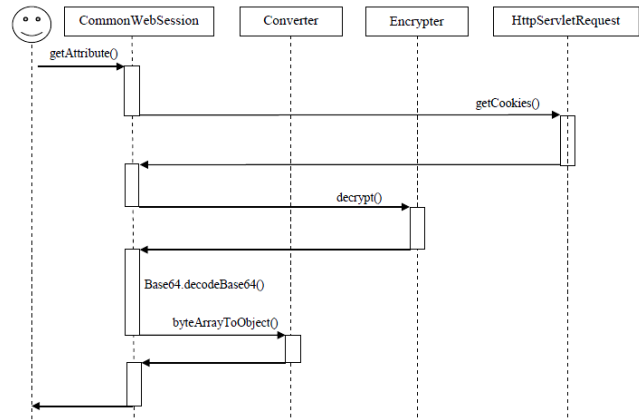 CommonWebSession
Converter
Encrypter
HttpServletRequest
getAttribute()
getCookies()
decrypt()
Base64.decodeBase64()
byteArrayToObject()